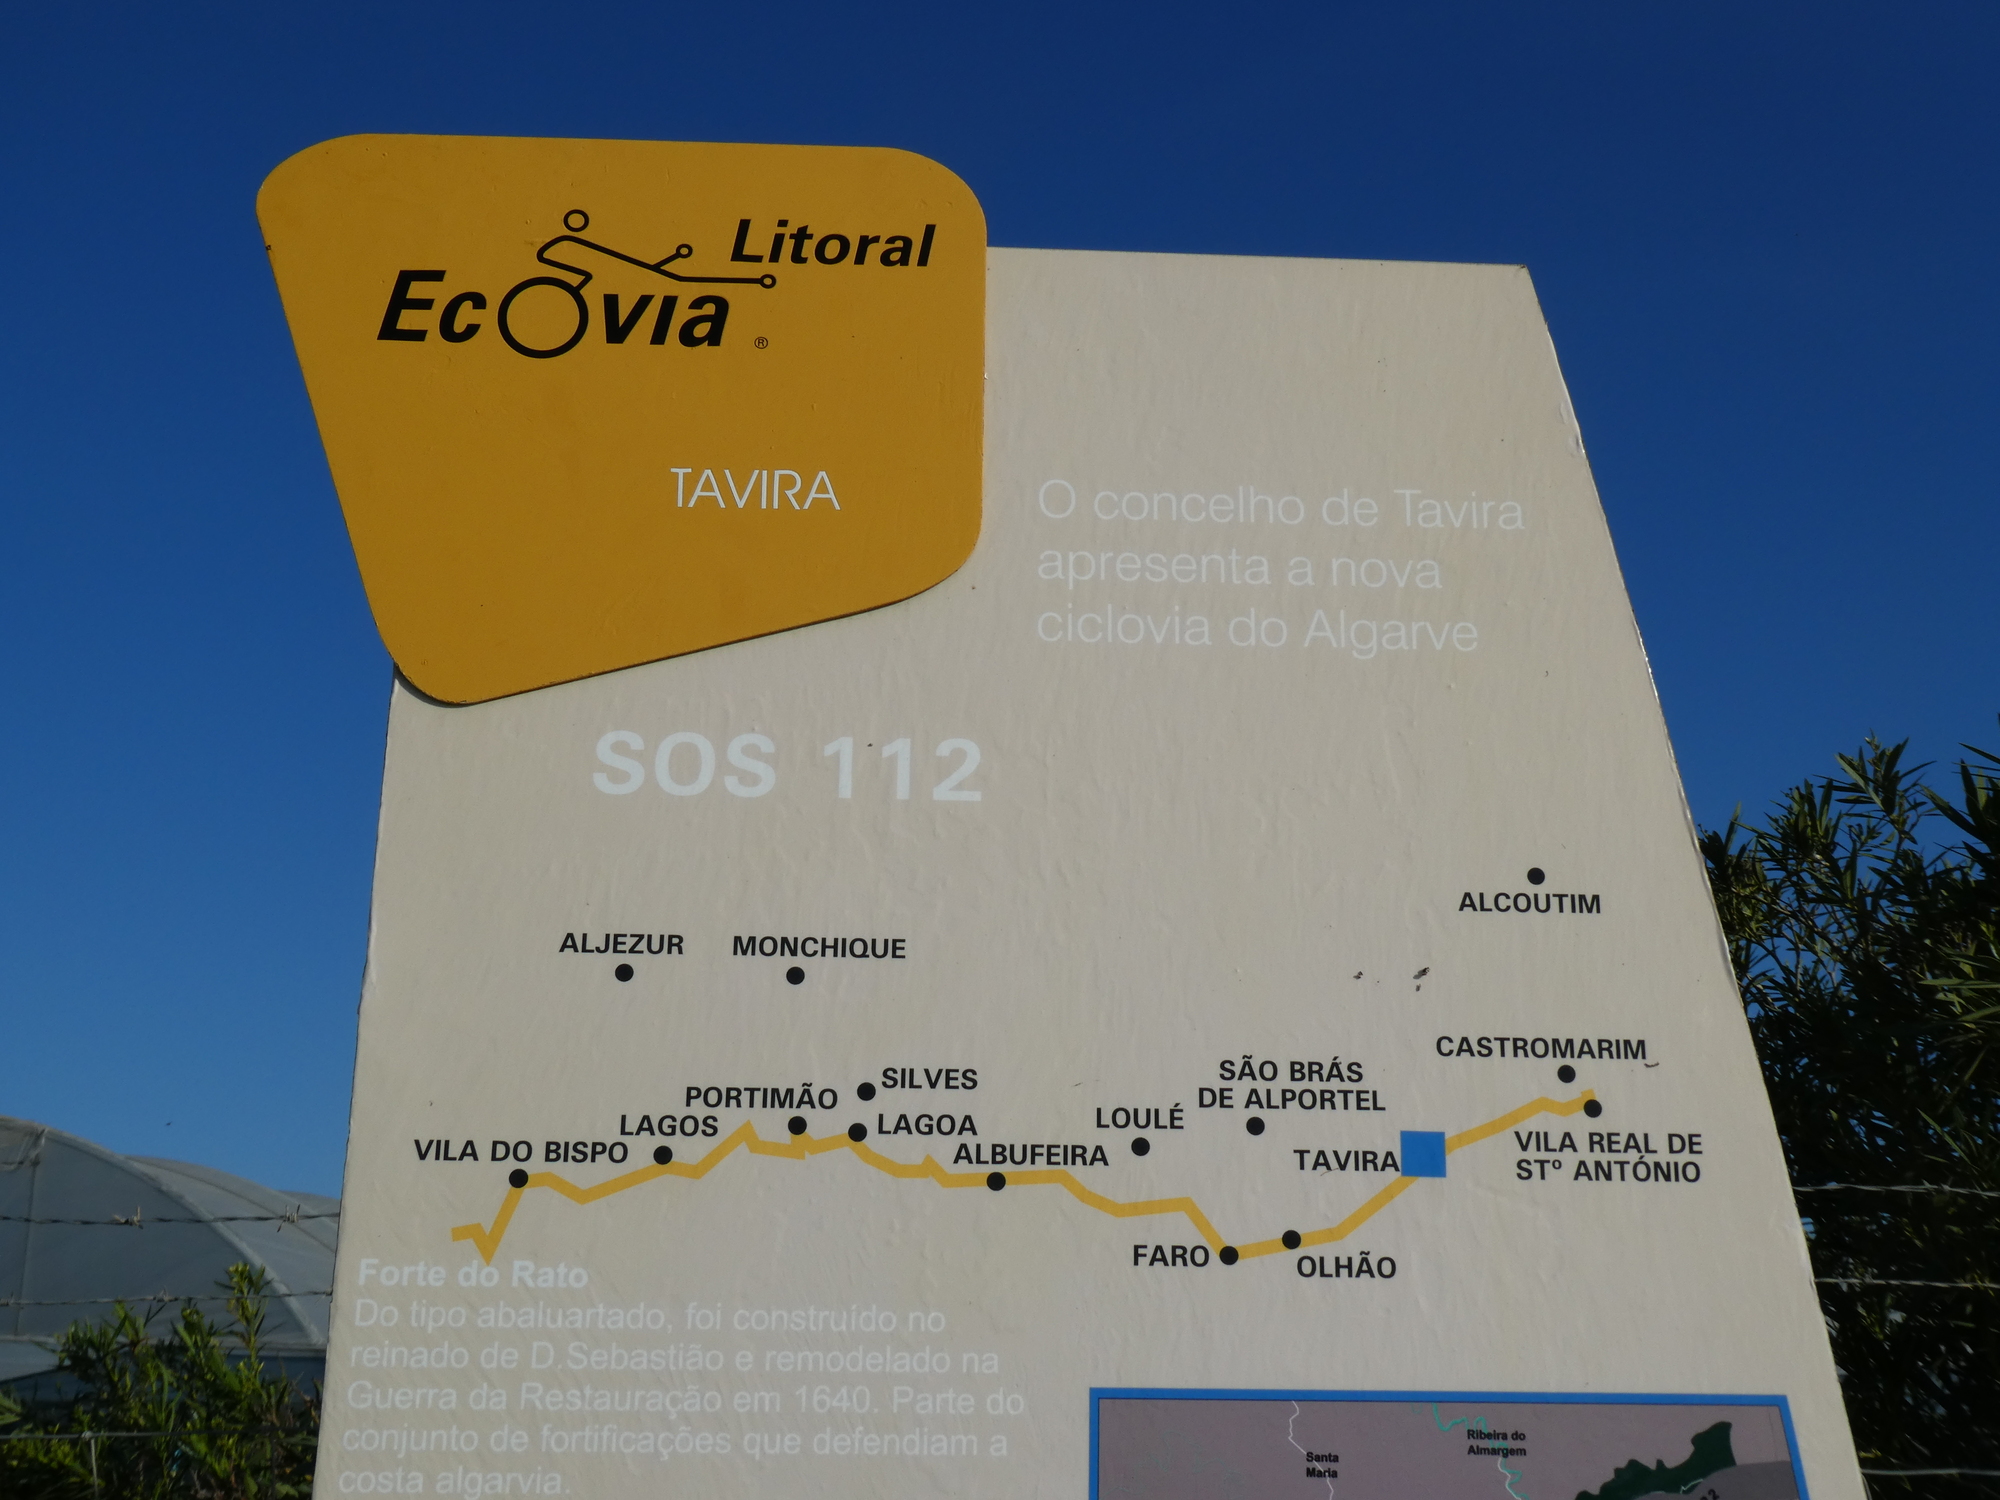 Litoral
Ecovia ®
TAVIRA
O concelho de Tavira
apresenta a nova
ciclovia do Algarve
SOS 112
ALCOUTIM
ALJEZUR
MONCHIQUE
CASTROMARIM
SÃO BRÁS
DE ALPORTEL
SILVES
PORTIMÃO
LOULÉ
LAGOS
LAGOA
VILA DO BISPO
ALBUFEIRA
TAVIRA
VILA REAL DE
STº ANTÓNIO
FARO
OLHÃO
Forte do Rato
Do tipo abaluartado, foi construído no
reinado de D.Sebastião e remodelado na
Guerra da Restauração em 1640. Parte do
conjunto de fortificações que defendiam a
costa algarvia.
Ribeira do
Almargem
Santa
Maria